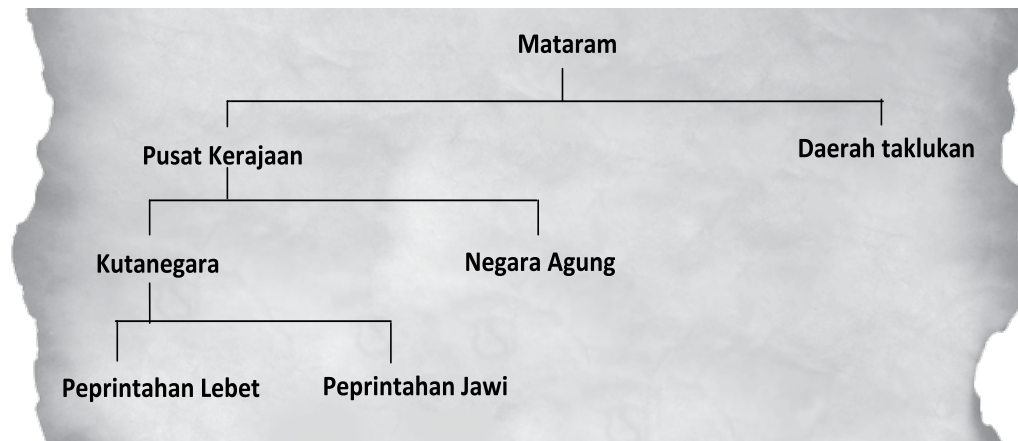 Mataram
Pusat Kerajaan
Daerah taklukan
Kutanegara
Negara Agung
Peprintahan Lebet
Peprintahan Jawi